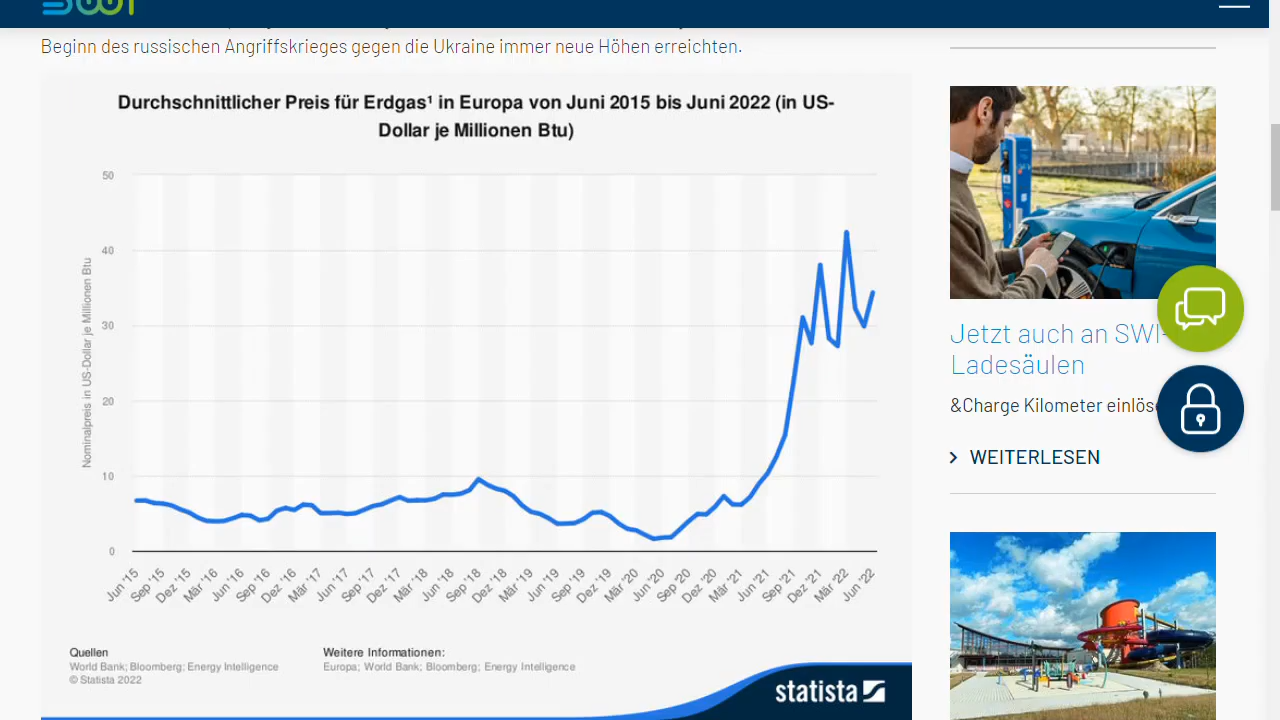 Beginn des russischen Angriffskrieges gegen die Ukraine immer neue Höhen erreichten.
Durchschnittlicher Preis für Erdgas¹ in Europa von Juni 2015 bis Juni 2022 (in US-
Dollar je Millionen Btu)
Nominalpreis in US-Dollar je Millionen Btu
50
40
30
20
10
0
Jun '15
Sep '15
Dez '15
Mär '16
Jun '16
Sep '16
Dez '16
Mär '17
Jun '17
Sep '17
Dez '17
Mär '18
Jun '18
Sep '18
Dez '18
Mär '19
Jun '19
Sep '19
Dez '19
Mär '20
Jun '20
Sep '20
Dez '20
Mär '21
Jun '21
Sep '21
Dez '21
Mär '22
Jun '22
Quellen
World Bank; Bloomberg; Energy Intelligence
© Statista 2022
Weitere Informationen:
Europa; World Bank; Bloomberg; Energy Intelligence
statista
Jetzt auch an SWI-
Ladesäulen
&Charge Kilometer
WEITERLESEN